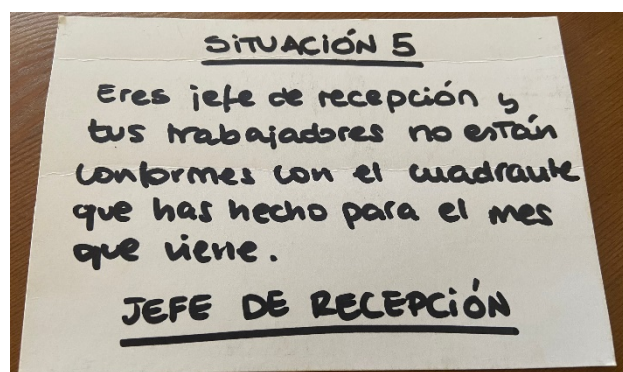 SITUACIÓN 5
Eres jefe de recepción y
tus trabajadores no están
conformes con el cuadrante
que has hecho para el mes
que viene.
JEFE DE RECEPCIÓN